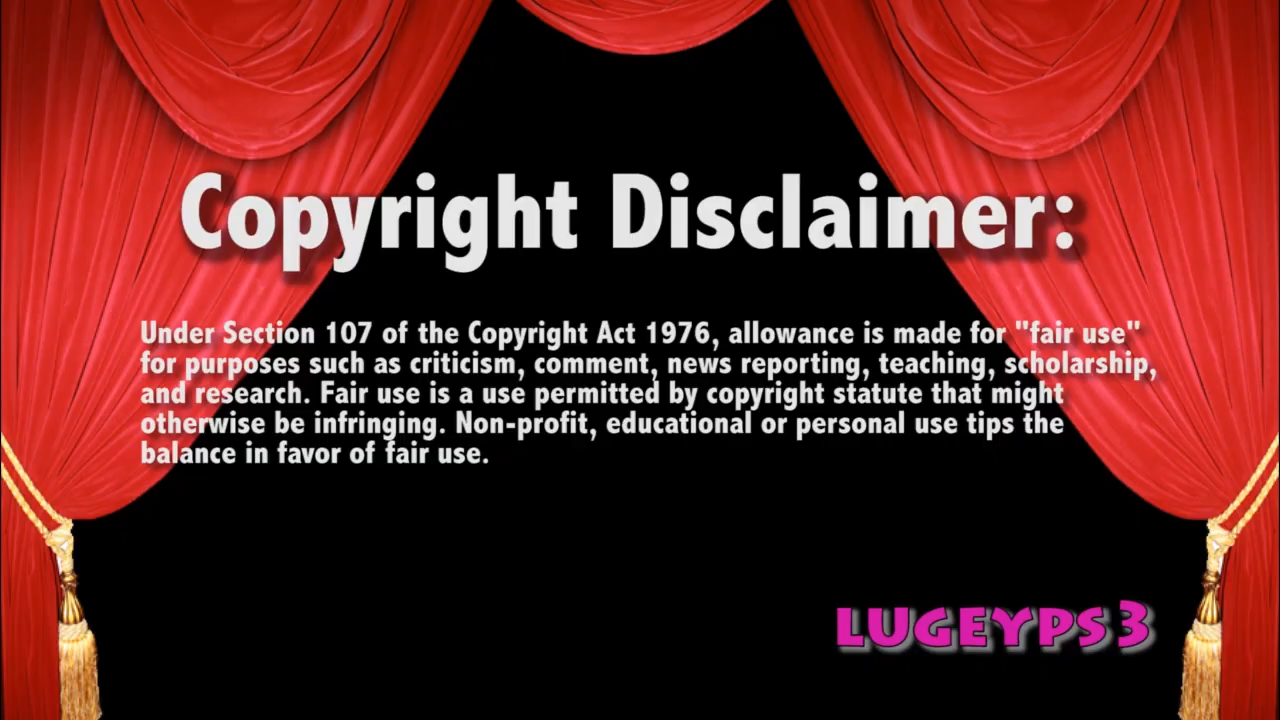 Copyright Disclaimer:
Under Section 107 of the Copyright Act 1976, allowance is made for "fair use"
for purposes such as criticism, comment, news reporting, teaching, scholarship,
and research. Fair use is a use permitted by copyright statute that might
otherwise be infringing. Non-profit, educational or personal use tips the
balance in favor of fair use.
LUGEYPS3